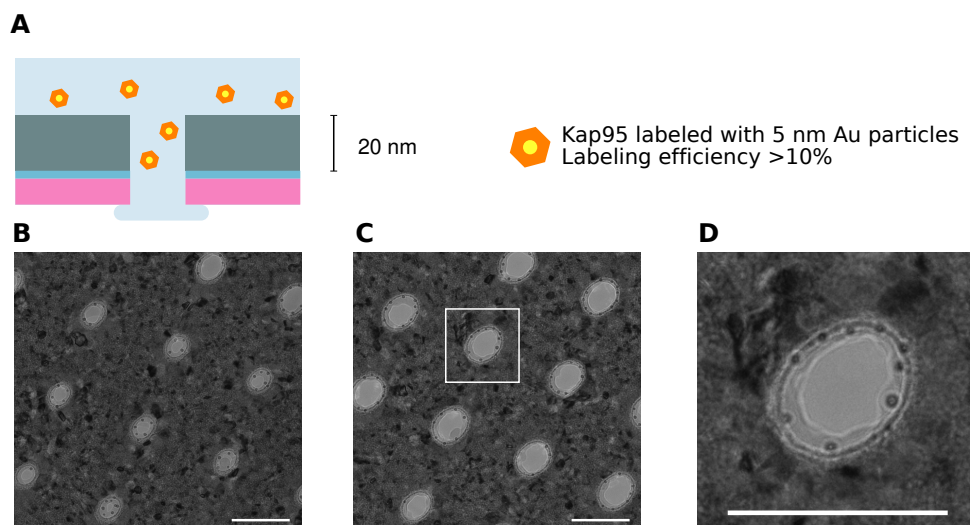 A
20 nm
Kap95 labeled with 5 nm Au particles
Labeling efficiency >10%
B
C
D